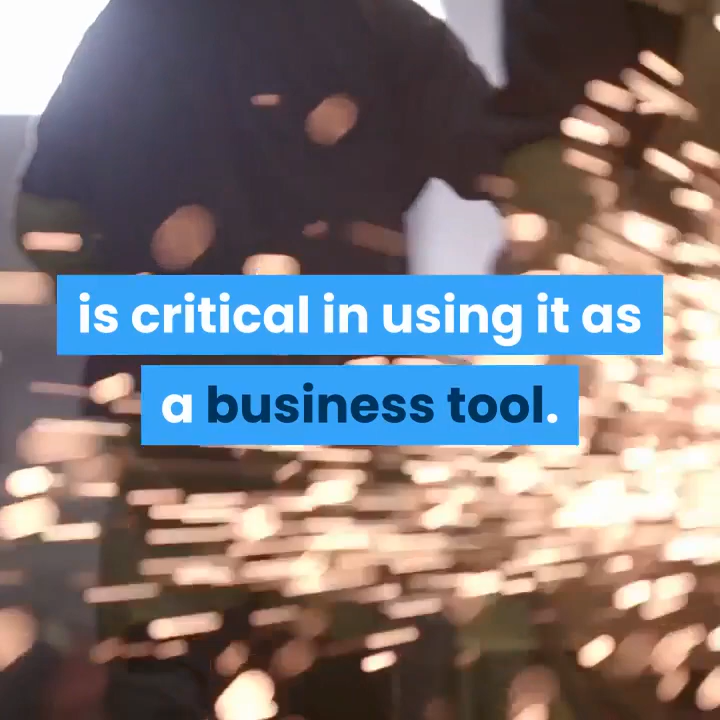 is critical in using it as
a business tool.